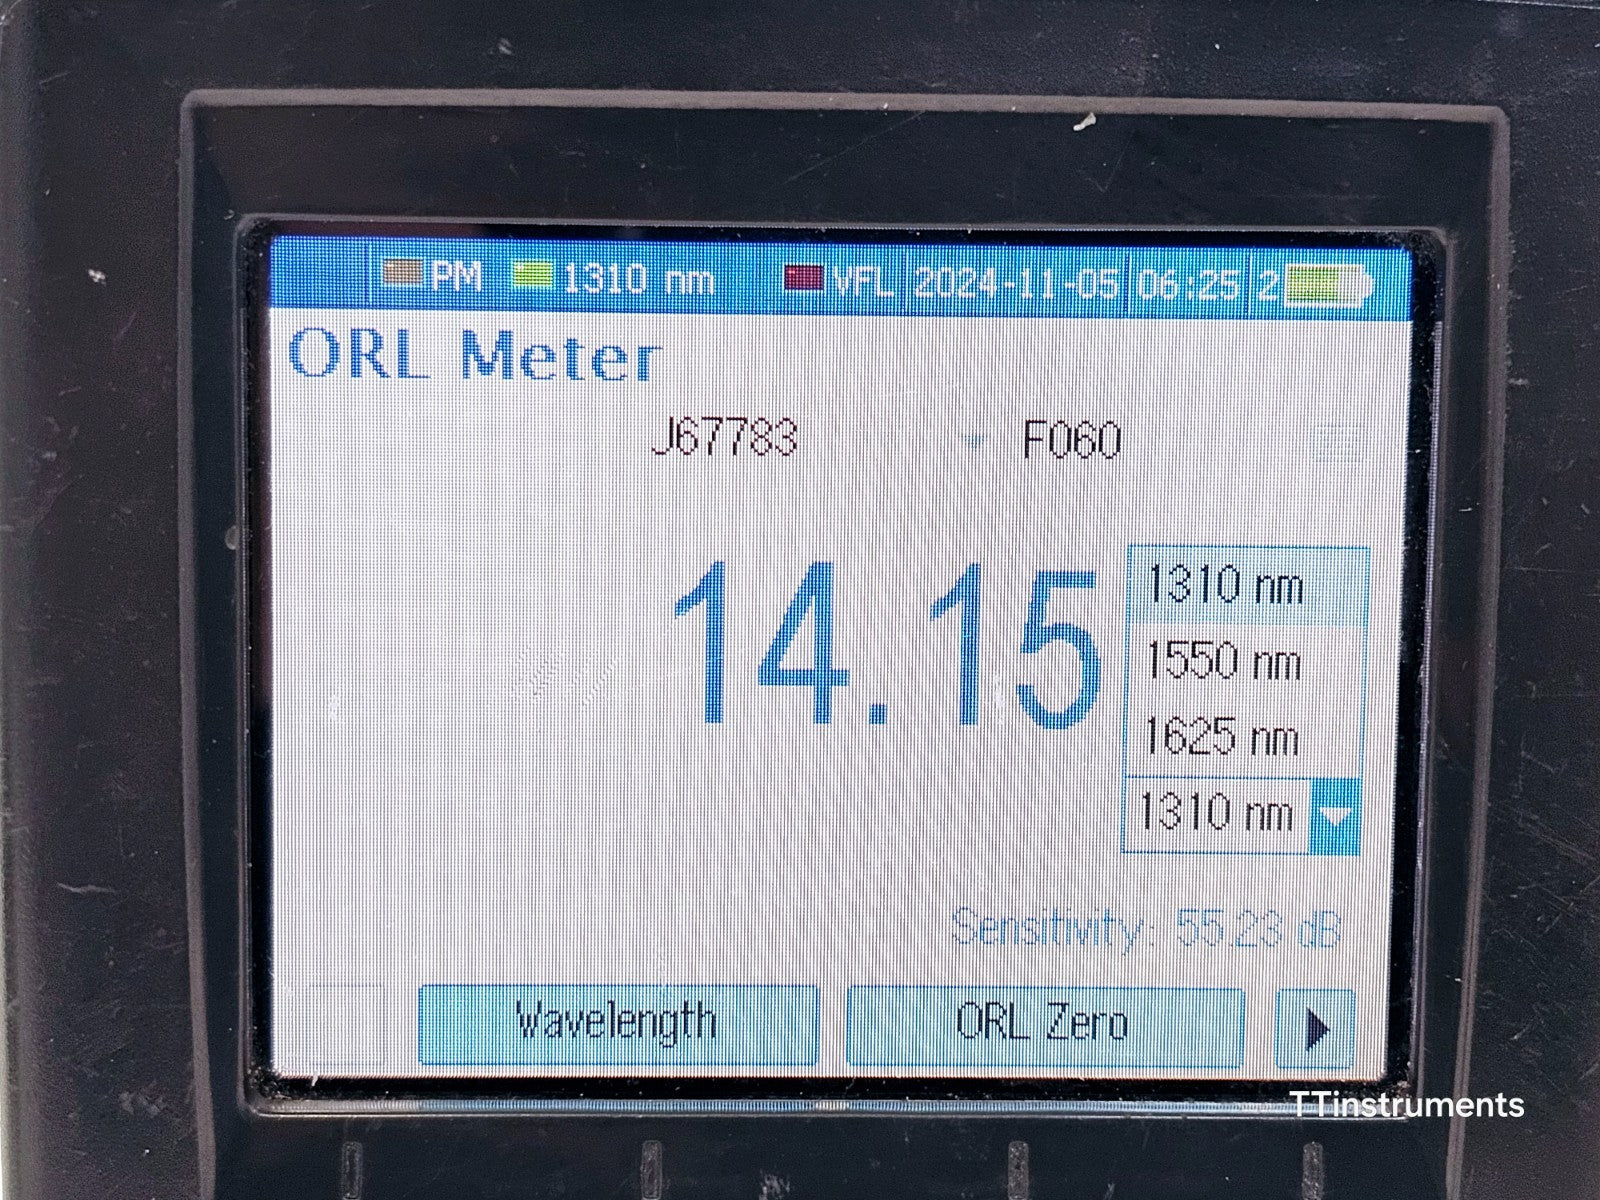 PM 1310 nm VFL 2024-11-05 06:25 2
ORL Meter
J67783 F060
14.15
1310 nm
1550 nm
1625 nm
1310 nm
Sensitivity: 55.23 dB
Wavelength ORL Zero
TTinstruments